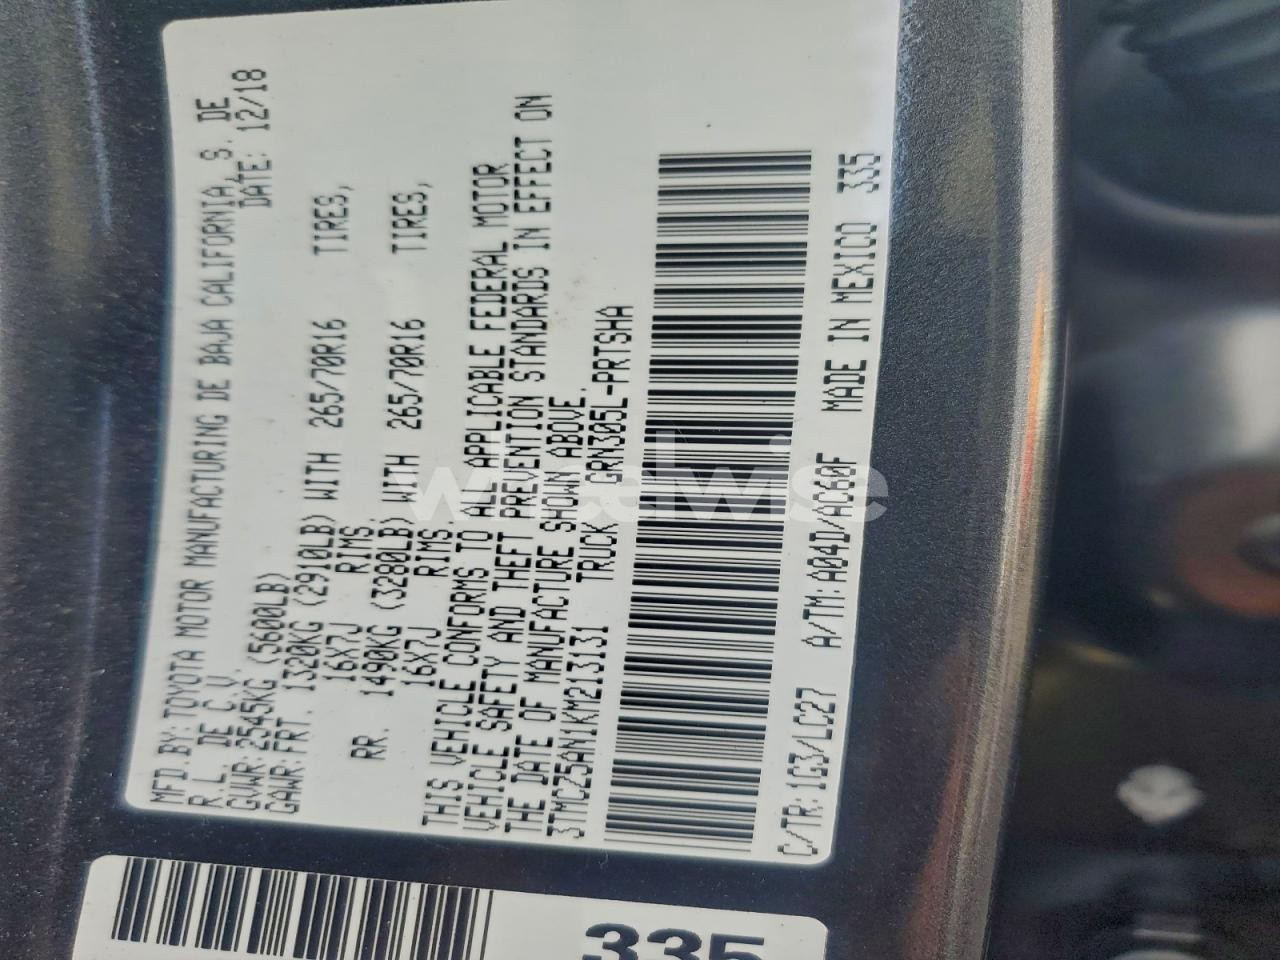 MFD.BY:TOYOTA MOTOR MANUFACTURING DE BAJA CALIFORNIA, S. DE
R.L. DE C.V. DATE: 12/18
GVWR:2545KG (5600LB)
GAWR:FRT. 1320KG (2910LB) WITH 265/70R16 TIRES,
16X7J RIMS,
RR. 1490KG (3280LB) WITH 265/70R16 TIRES,
16X7J RIMS,
THIS VEHICLE CONFORMS TO ALL APPLICABLE FEDERAL MOTOR
VEHICLE SAFETY AND THEFT PREVENTION STANDARDS IN EFFECT ON
THE DATE OF MANUFACTURE SHOWN ABOVE.
3TMCZ5AN1KM213131 TRUCK GRN305L-PRTSHA
C/TR:1G3/LC27 A/TM:A04D/AC60F MADE IN MEXICO 335
335
wheelwise